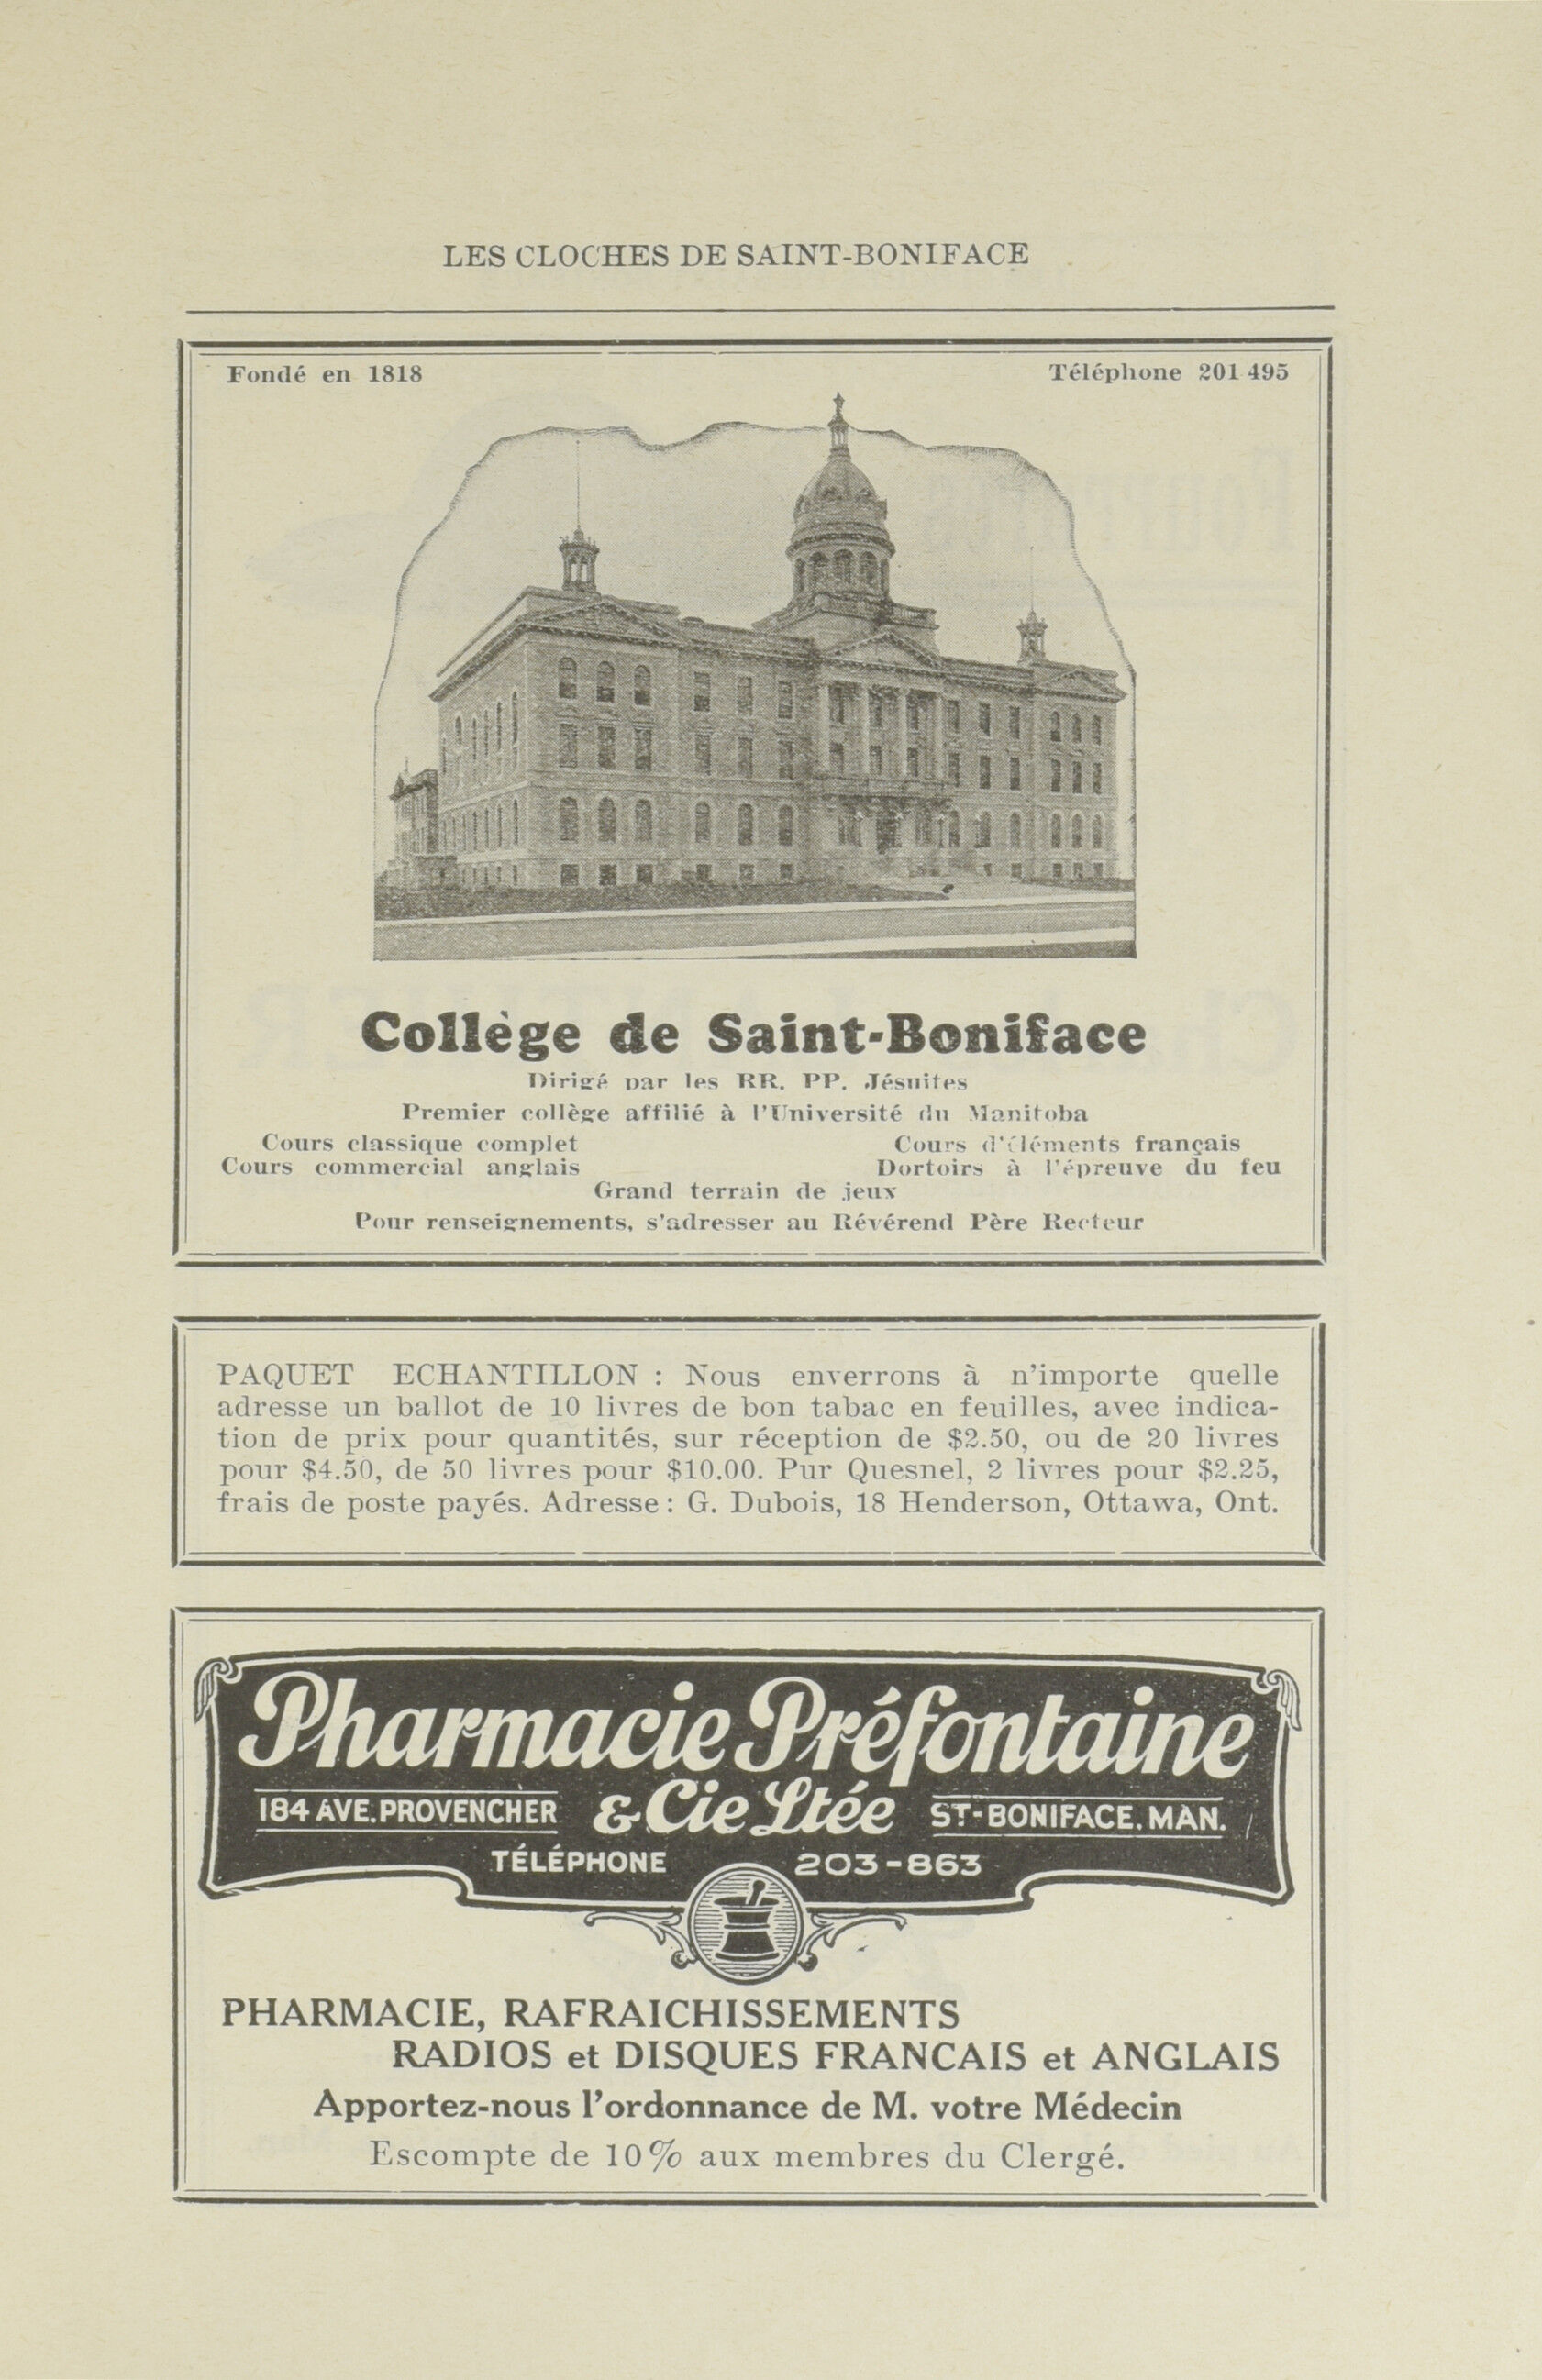 LES CLOCHES DE SAINT-BONIFACE
Fondé en 1818
Téléphone 201 495
Collège de Saint-Boniface
Dirigé par les RR. PP. Jésuites
Premier collège affilié à l'Université du Manitoba
Cours classique complet
Cours d'éléments français
Cours commercial anglais
Dortoirs à l'épreuve du feu
Grand terrain de jeux
Pour renseignements, s'adresser au Révérend Père Recteur
PAQUET ECHANTILLON : Nous enverrons à n'importe quelle
adresse un ballot de 10 livres de bon tabac en feuilles, avec indica-
tion de prix pour quantités, sur réception de $2.50, ou de 20 livres
pour $4.50, de 50 livres pour $10.00. Pur Quesnel, 2 livres pour $2.25,
frais de poste payés. Adresse : G. Dubois, 18 Henderson, Ottawa, Ont.
Pharmacie Préfontaine
184 AVE. PROVENCHER & Cie Ltée ST-BONIFACE. MAN.
TÉLÉPHONE 203-863
PHARMACIE, RAFRAICHISSEMENTS
RADIOS et DISQUES FRANCAIS et ANGLAIS
Apportez-nous l'ordonnance de M. votre Médecin
Escompte de 10% aux membres du Clergé.